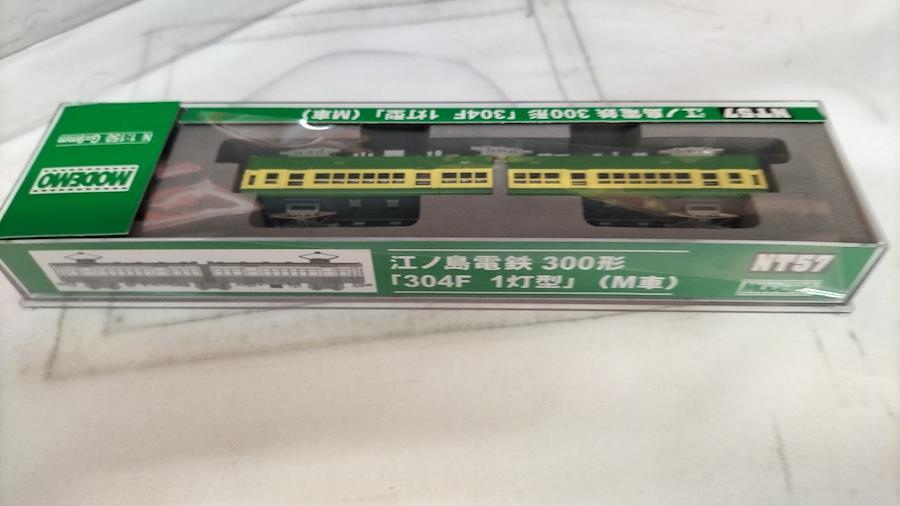 NT57
江ノ島電鉄 300形「304F 1灯型」(M車)
N 1:150 G=9mm
MODEMO
江ノ島電鉄 300形
「304F 1灯型」(M車)
NT57
MODEMO